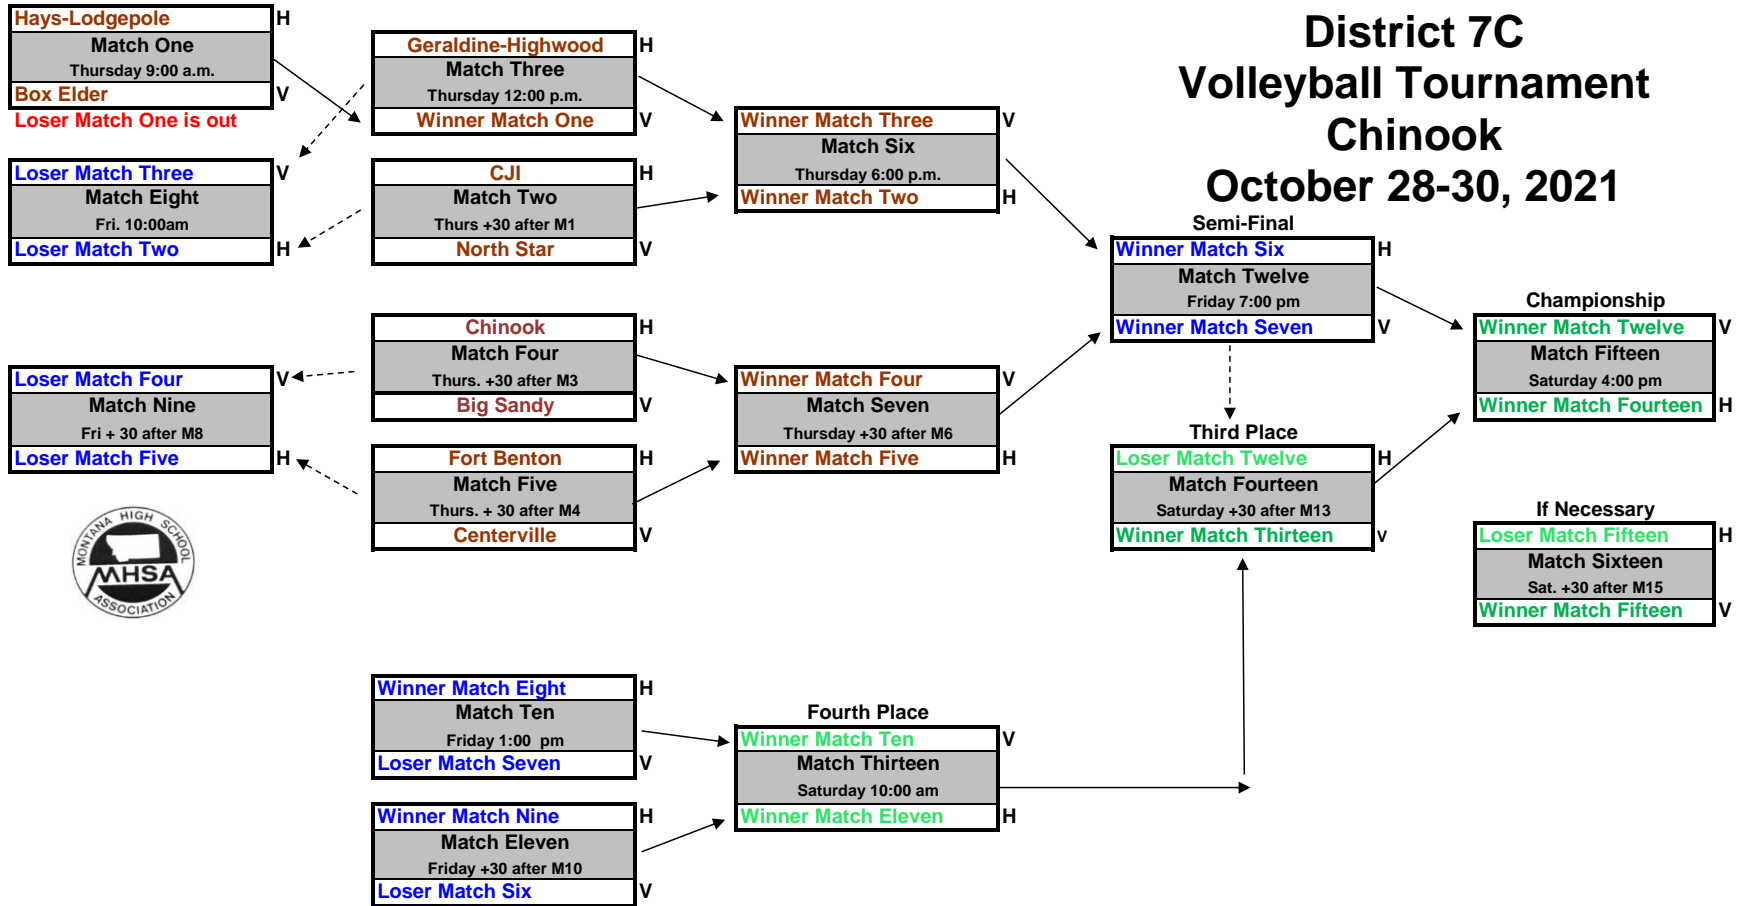 District 7C
Volleyball Tournament
Chinook
October 28-30, 2021
Hays-Lodgepole H
Match One
Thursday 9:00 a.m.
Box Elder V
Loser Match One is out
Loser Match Three V
Match Eight
Fri. 10:00am
Loser Match Two H
Loser Match Four V
Match Nine
Fri + 30 after M8
Loser Match Five H
MONTANA HIGH SCHOOL
MHSA
ASSOCIATION
Geraldine-Highwood H
Match Three
Thursday 12:00 p.m.
Winner Match One V
CJI H
Match Two
Thurs +30 after M1
North Star V
Chinook H
Match Four
Thurs. +30 after M3
Big Sandy V
Fort Benton H
Match Five
Thurs. + 30 after M4
Centerville V
Winner Match Eight H
Match Ten
Friday 1:00 pm
Loser Match Seven V
Winner Match Nine H
Match Eleven
Friday +30 after M10
Loser Match Six V
Winner Match Three V
Match Six
Thursday 6:00 p.m.
Winner Match Two H
Winner Match Four V
Match Seven
Thursday +30 after M6
Winner Match Five H
Fourth Place
Winner Match Ten V
Match Thirteen
Saturday 10:00 am
Winner Match Eleven H
Semi-Final
Winner Match Six H
Match Twelve
Friday 7:00 pm
Winner Match Seven V
Third Place
Loser Match Twelve H
Match Fourteen
Saturday +30 after M13
Winner Match Thirteen V
Championship
Winner Match Twelve V
Match Fifteen
Saturday 4:00 pm
Winner Match Fourteen H
If Necessary
Loser Match Fifteen H
Match Sixteen
Sat. +30 after M15
Winner Match Fifteen V